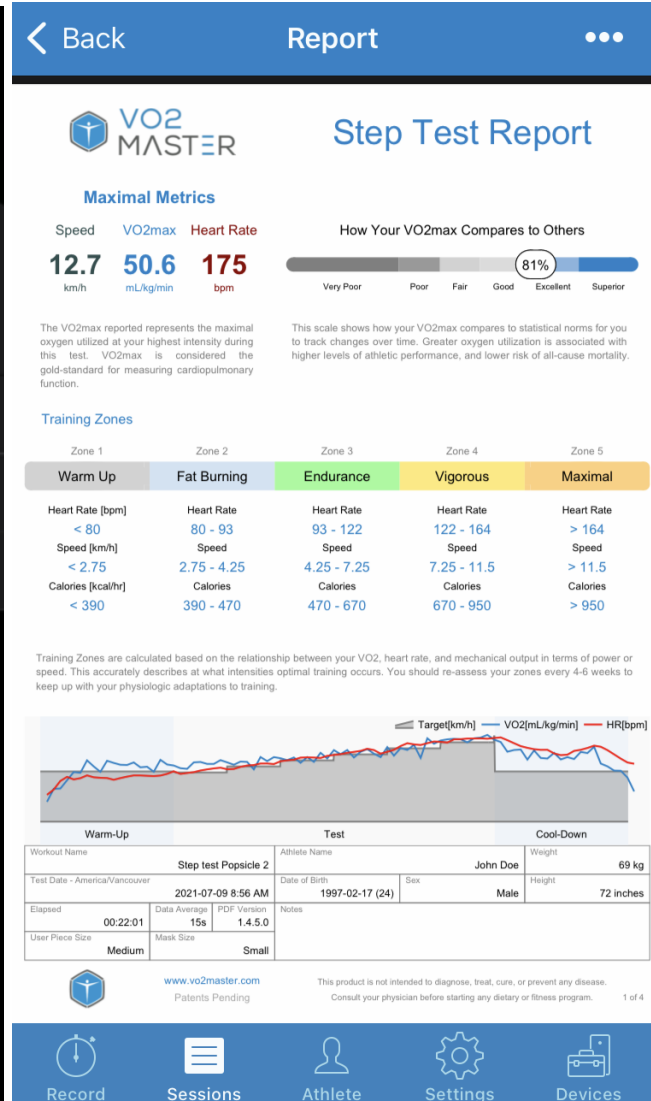 Back Report
VO2 MASTER
Step Test Report
Maximal Metrics
Speed VO2max Heart Rate
12.7 50.6 175
km/h mL/kg/min bpm
How Your VO2max Compares to Others
81%
Very Poor Poor Fair Good Excellent Superior
The VO2max reported represents the maximal
oxygen utilized at your highest intensity during
this test. VO2max is considered the
gold-standard for measuring cardiopulmonary
function.
This scale shows how your VO2max compares to statistical norms for you
to track changes over time. Greater oxygen utilization is associated with
higher levels of athletic performance, and lower risk of all-cause mortality.
Training Zones
Zone 1 Zone 2 Zone 3 Zone 4 Zone 5
Warm Up Fat Burning Endurance Vigorous Maximal
Heart Rate [bpm] Heart Rate Heart Rate Heart Rate Heart Rate
< 80 80 - 93 93 - 122 122 - 164 > 164
Speed [km/h] Speed Speed Speed Speed
< 2.75 2.75 - 4.25 4.25 - 7.25 7.25 - 11.5 > 11.5
Calories [kcal/hr] Calories Calories Calories Calories
< 390 390 - 470 470 - 670 670 - 950 > 950
Training Zones are calculated based on the relationship between your VO2, heart rate, and mechanical output in terms of power or
speed. This accurately describes at what intensities optimal training occurs. You should re-assess your zones every 4-6 weeks to
keep up with your physiologic adaptations to training.
Target[km/h] VO2[mL/kg/min] HR[bpm]
Warm-Up Test Cool-Down
Workout Name Athlete Name Weight
Step test Popsicle 2 John Doe 69 kg
Test Date - America/Vancouver Date of Birth Sex Height
2021-07-09 8:56 AM 1997-02-17 (24) Male 72 inches
Elapsed Data Average PDF Version Notes
00:22:01 15s 1.4.5.0
User Piece Size Mask Size
Medium Small
www.vo2master.com
Patents Pending
This product is not intended to diagnose, treat, cure, or prevent any disease.
Consult your physician before starting any dietary or fitness program.
1 of 4
Record Sessions Athlete Settings Devices